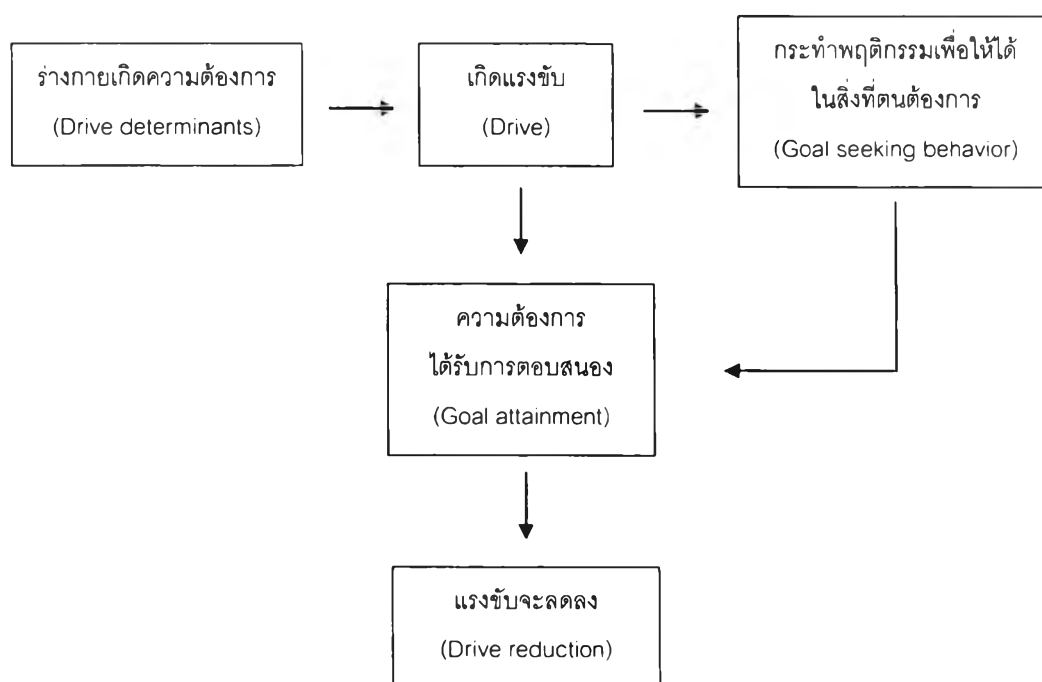 ร่างกายเกิดความต้องการ
(Drive determinants)
เกิดแรงขับ
(Drive)
กระทำพฤติกรรมเพื่อให้ได้
ในสิ่งที่ตนต้องการ
(Goal seeking behavior)
ความต้องการ
ได้รับการตอบสนอง
(Goal attainment)
แรงขับจะลดลง
(Drive reduction)